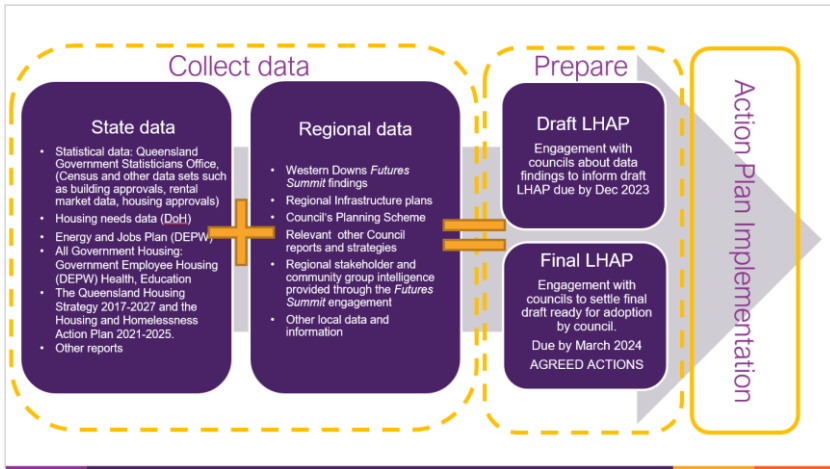 Collect data
State data
• Statistical data: Queensland
Government Statisticians Office,
(Census and other data sets such
as building approvals, rental
market data, housing approvals)
• Housing needs data (DoH)
• Energy and Jobs Plan (DEPW)
• All Government Housing:
Government Employee Housing
(DEPW) Health, Education
• The Queensland Housing
Strategy 2017-2027 and the
Housing and Homelessness
Action Plan 2021-2025.
• Other reports
Regional data
• Western Downs Futures
Summit findings
• Regional Infrastructure plans
• Council's Planning Scheme
• Relevant other Council
reports and strategies
• Regional stakeholder and
community group intelligence
provided through the Futures
Summit engagement
• Other local data and
information
Prepare
Draft LHAP
Engagement with
councils about data
findings to inform draft
LHAP due by Dec 2023
Final LHAP
Engagement with
councils to settle final
draft ready for adoption
by council.
Due by March 2024
AGREED ACTIONS
Action Plan Implementation